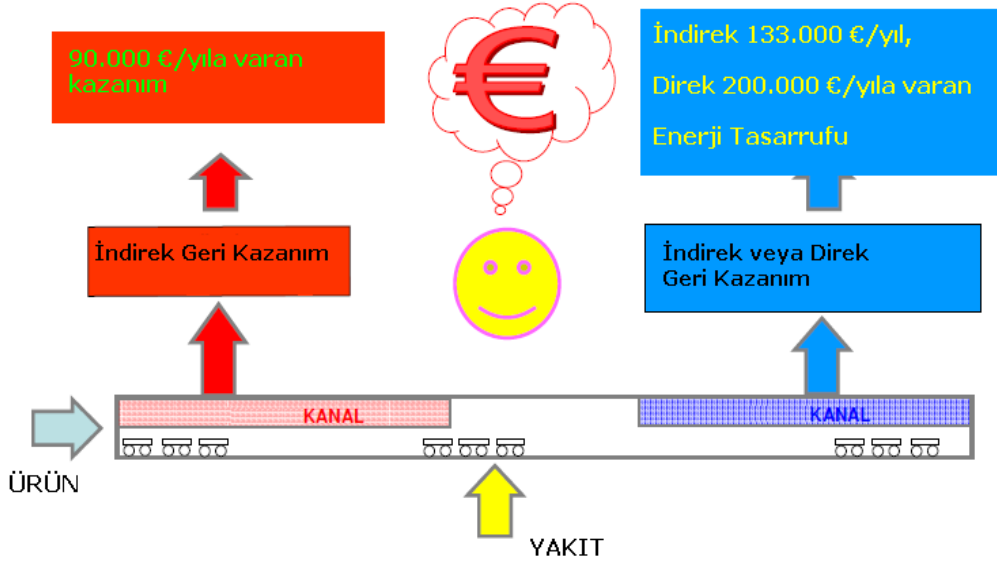 90.000 €/yıla varan
kazanım
€
İndirek 133.000 €/yıl,
Direk 200.000 €/yıla varan
Enerji Tasarrufu
İndirek Geri Kazanım
İndirek veya Direk
Geri Kazanım
KANAL
KANAL
ÜRÜN
YAKIT